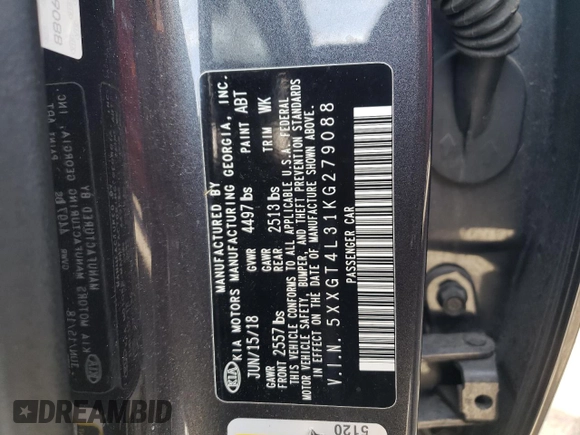 MANUFACTURED BY
KIA KIA MOTORS MANUFACTURING GEORGIA, INC.
JUN/15/18 GVWR 4497lbs PAINT ABT
GAWR FRONT 2557lbs GAWR REAR 2513lbs TRIM WK
THIS VEHICLE CONFORMS TO ALL APPLICABLE U.S.A. FEDERAL
MOTOR VEHICLE SAFETY, BUMPER, AND THEFT PREVENTION STANDARDS
IN EFFECT ON THE DATE OF MANUFACTURE SHOWN ABOVE.
V.I.N. 5XXGT4L31KG279088
PASSENGER CAR
5120
DREAMBID